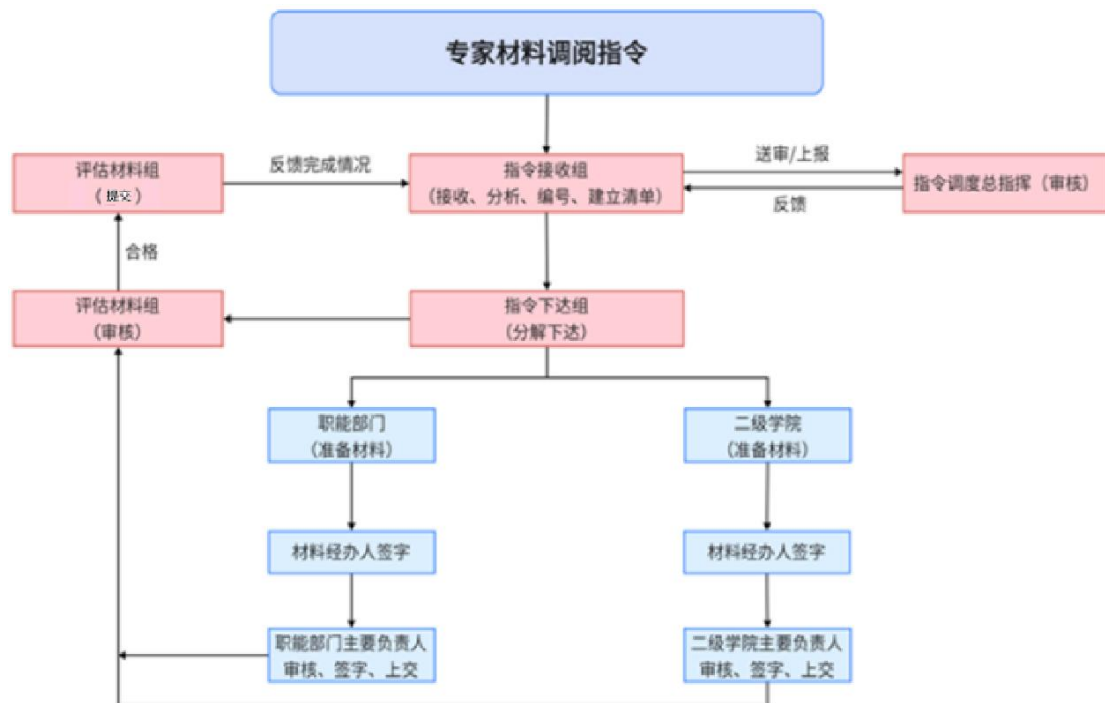 专家材料调阅指令
评估材料组
（提交）
反馈完成情况
指令接收组
（接收、分析、编号、建立清单）
送审/上报
反馈
指令调度总指挥（审核）
合格
评估材料组
（审核）
指令下达组
（分解下达）
职能部门
（准备材料）
二级学院
（准备材料）
材料经办人签字
材料经办人签字
职能部门主要负责人
审核、签字、上交
二级学院主要负责人
审核、签字、上交